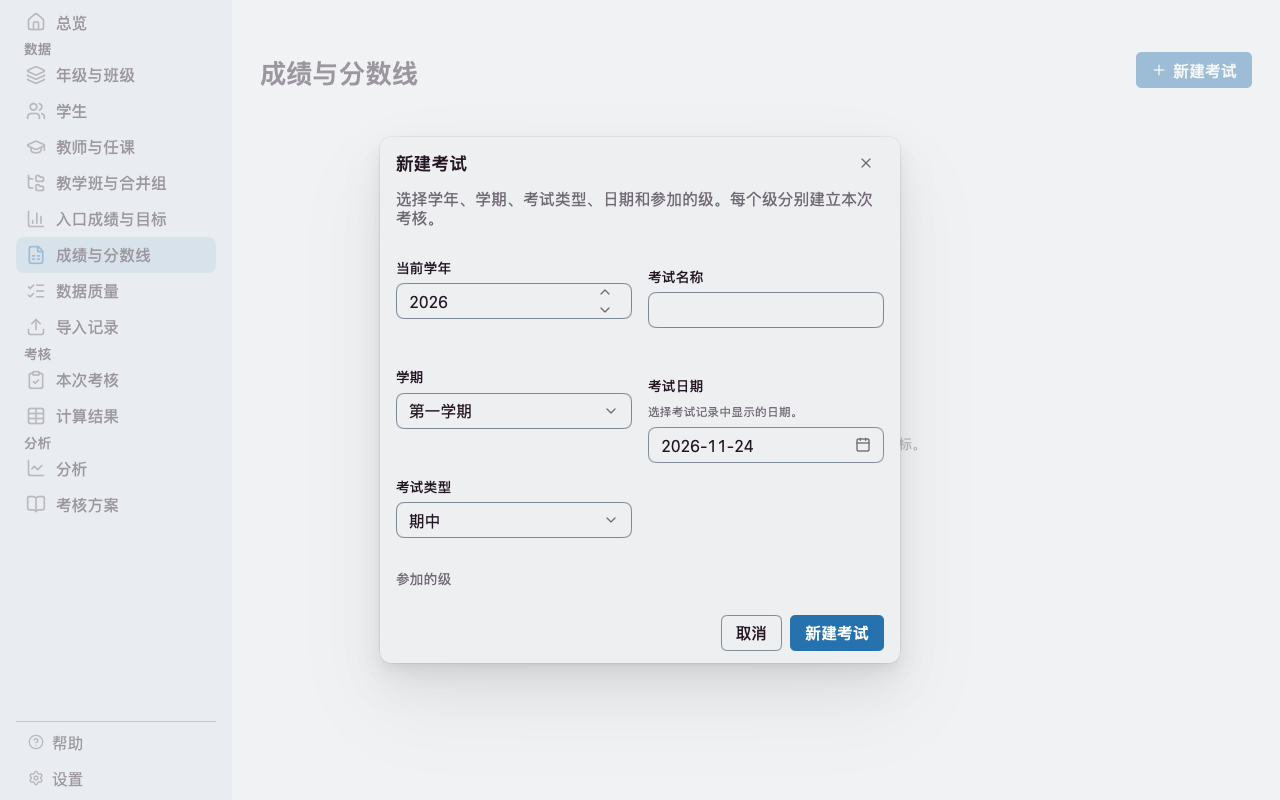 总览
数据
年级与班级
学生
教师与任课
教学班与合并组
入口成绩与目标
成绩与分数线
数据质量
导入记录
考核
本次考核
计算结果
分析
分析
考核方案
帮助
设置
成绩与分数线
新建考试
新建考试
选择学年、学期、考试类型、日期和参加的级。每个级分别建立本次
考核。
当前学年
2026
考试名称
学期
第一学期
考试日期
选择考试记录中显示的日期。
2026-11-24
考试类型
期中
参加的级
取消
新建考试
标。